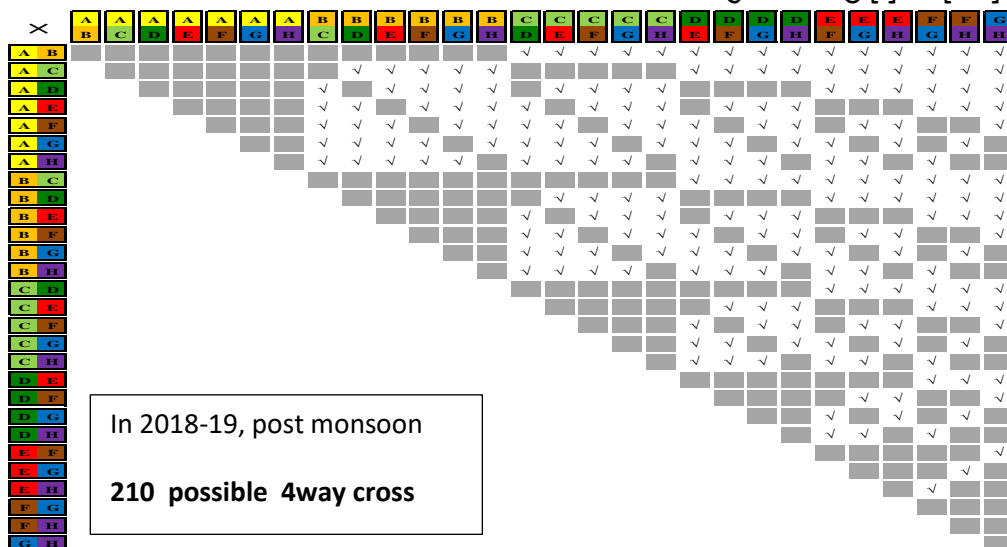 A A A A A A A B B B B B B C C C C C D D D D E E E F F G
× B C D E F G H C D E F G H D E F G H E F G H F G H G H H
A B √ √ √ √ √ √ √ √ √ √ √ √ √ √ √
A C √ √ √ √ √ √ √ √ √ √ √ √ √ √ √
A D √ √ √ √ √ √ √ √ √ √ √ √ √ √ √
A E √ √ √ √ √ √ √ √ √ √ √ √ √ √ √
A F √ √ √ √ √ √ √ √ √ √ √ √ √ √ √
A G √ √ √ √ √ √ √ √ √ √ √ √ √ √ √
A H √ √ √ √ √ √ √ √ √ √ √ √ √ √ √
B C √ √ √ √ √ √ √ √ √ √
B D √ √ √ √ √ √ √ √ √ √
B E √ √ √ √ √ √ √ √ √ √
B F √ √ √ √ √ √ √ √ √ √
B G √ √ √ √ √ √ √ √ √ √
B H √ √ √ √ √ √ √ √ √ √
C D √ √ √ √ √ √
C E √ √ √ √ √ √
C F √ √ √ √ √ √
C G √ √ √ √ √ √
C H √ √ √ √ √ √
D E √ √ √
D F √ √ √
D G √ √ √
D H √ √ √
E F √
E G √
E H √
F G
F H
G H
In 2018-19, post monsoon
210 possible 4way cross